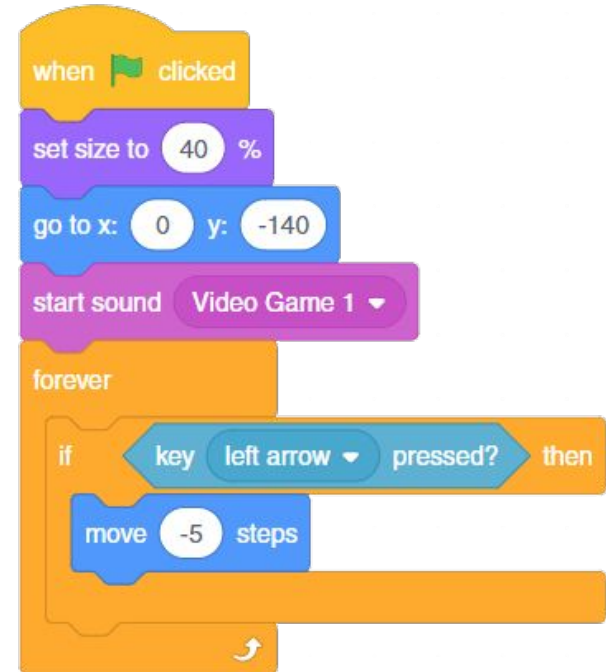 when clicked
set size to 40 %
go to x: 0 y: -140
start sound Video Game 1
forever
if key left arrow pressed? then
move -5 steps